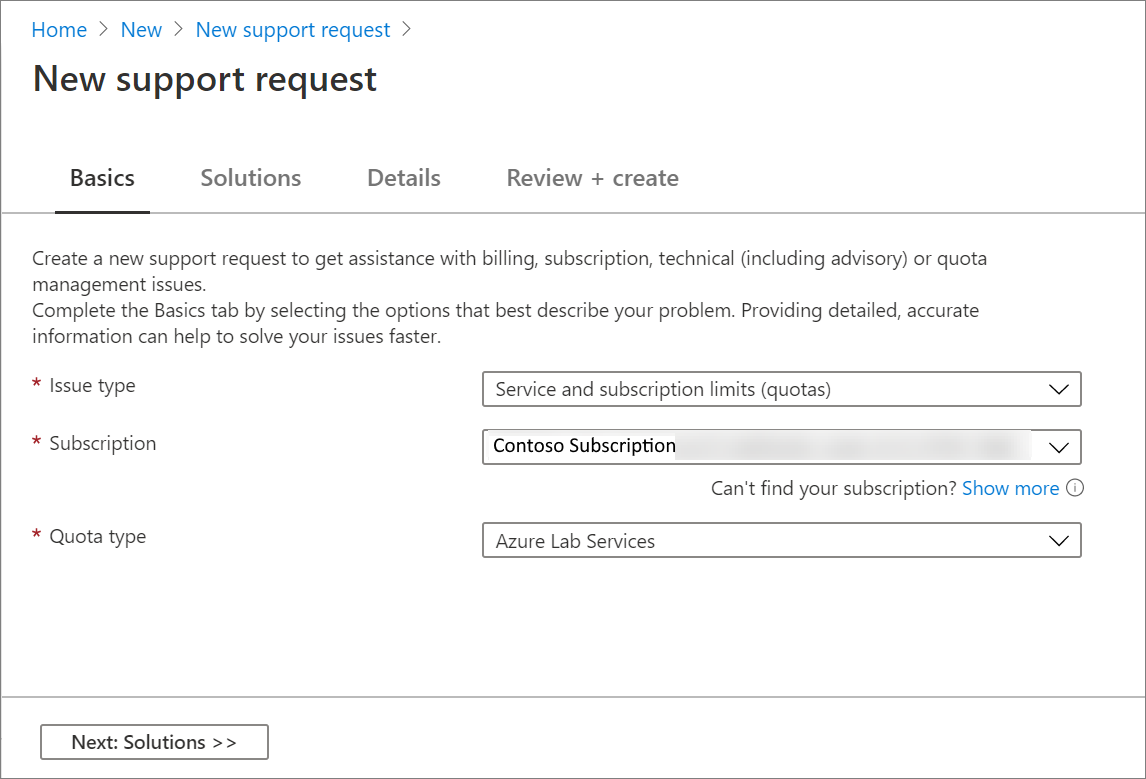 Home > New > New support request >
New support request
Basics Solutions Details Review + create
Create a new support request to get assistance with billing, subscription, technical (including advisory) or quota
management issues.
Complete the Basics tab by selecting the options that best describe your problem. Providing detailed, accurate
information can help to solve your issues faster.
* Issue type Service and subscription limits (quotas)
* Subscription Contoso Subscription
Can't find your subscription? Show more
* Quota type Azure Lab Services
Next: Solutions >>